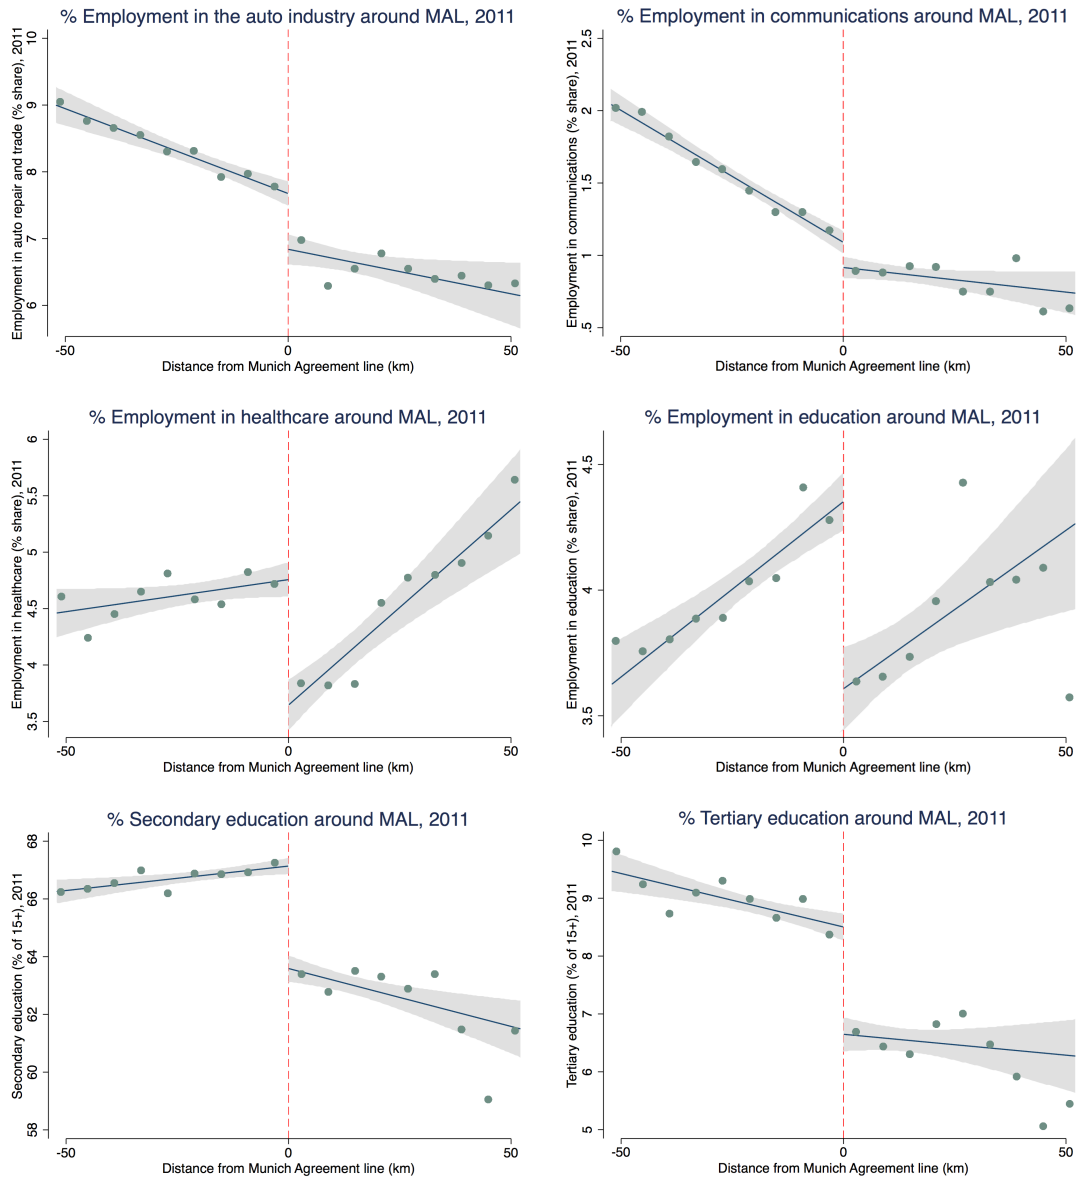 % Employment in the auto industry around MAL, 2011
Employment in auto repair and trade (% share), 2011
10
9
8
7
6
-50 0 50
Distance from Munich Agreement line (km)
% Employment in communications around MAL, 2011
Employment in communications (% share), 2011
2.5
2
1.5
1
.5
-50 0 50
Distance from Munich Agreement line (km)
% Employment in healthcare around MAL, 2011
Employment in healthcare (% share), 2011
6
5.5
5
4.5
4
3.5
-50 0 50
Distance from Munich Agreement line (km)
% Employment in education around MAL, 2011
Employment in education (% share), 2011
4.5
4
3.5
-50 0 50
Distance from Munich Agreement line (km)
% Secondary education around MAL, 2011
Secondary education (% of 15+), 2011
68
66
64
62
60
58
-50 0 50
Distance from Munich Agreement line (km)
% Tertiary education around MAL, 2011
Tertiary education (% of 15+), 2011
10
9
8
7
6
5
-50 0 50
Distance from Munich Agreement line (km)